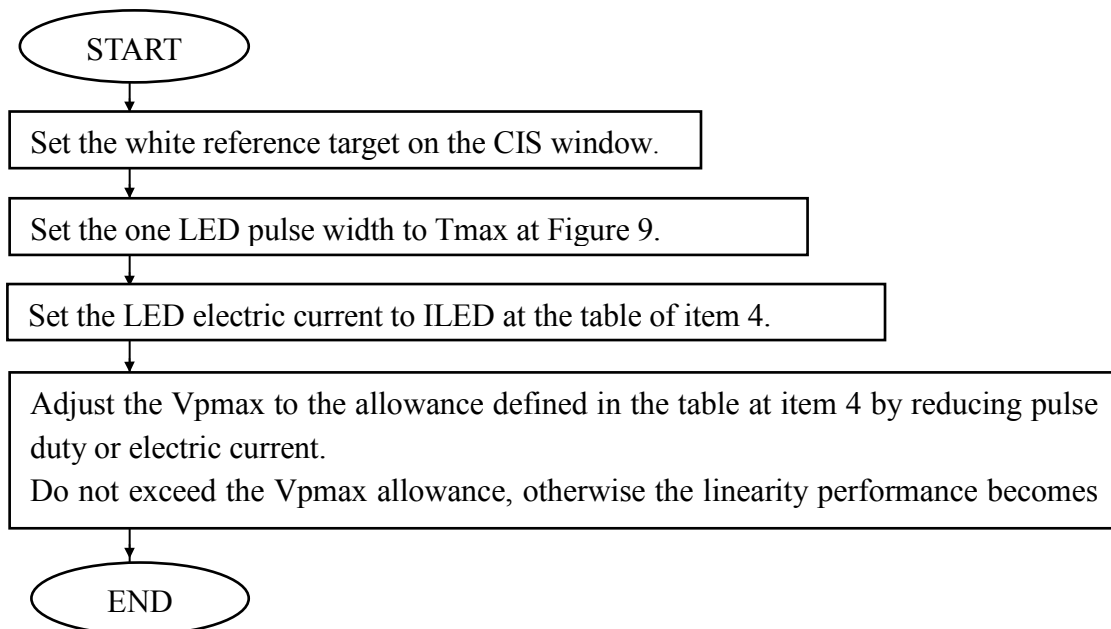 START
Set the white reference target on the CIS window.
Set the one LED pulse width to Tmax at Figure 9.
Set the LED electric current to ILED at the table of item 4.
Adjust the Vpmax to the allowance defined in the table at item 4 by reducing pulse
duty or electric current.
Do not exceed the Vpmax allowance, otherwise the linearity performance becomes
END